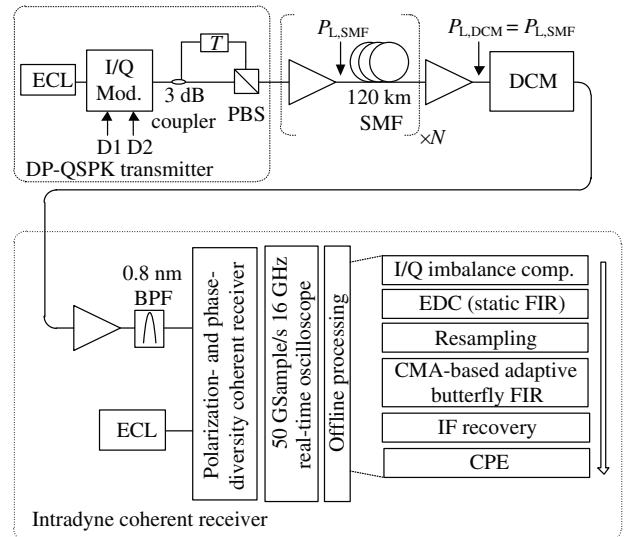 ECL
I/Q
Mod.
D1 D2
T
3 dB
coupler
PBS
DP-QSPK transmitter
P_L,SMF
120 km
SMF
×N
P_L,DCM = P_L,SMF
DCM
0.8 nm
BPF
ECL
Polarization- and phase-
diversity coherent receiver
50 GSample/s 16 GHz
real-time oscilloscope
Offline processing
I/Q imbalance comp.
EDC (static FIR)
Resampling
CMA-based adaptive
butterfly FIR
IF recovery
CPE
Intradyne coherent receiver